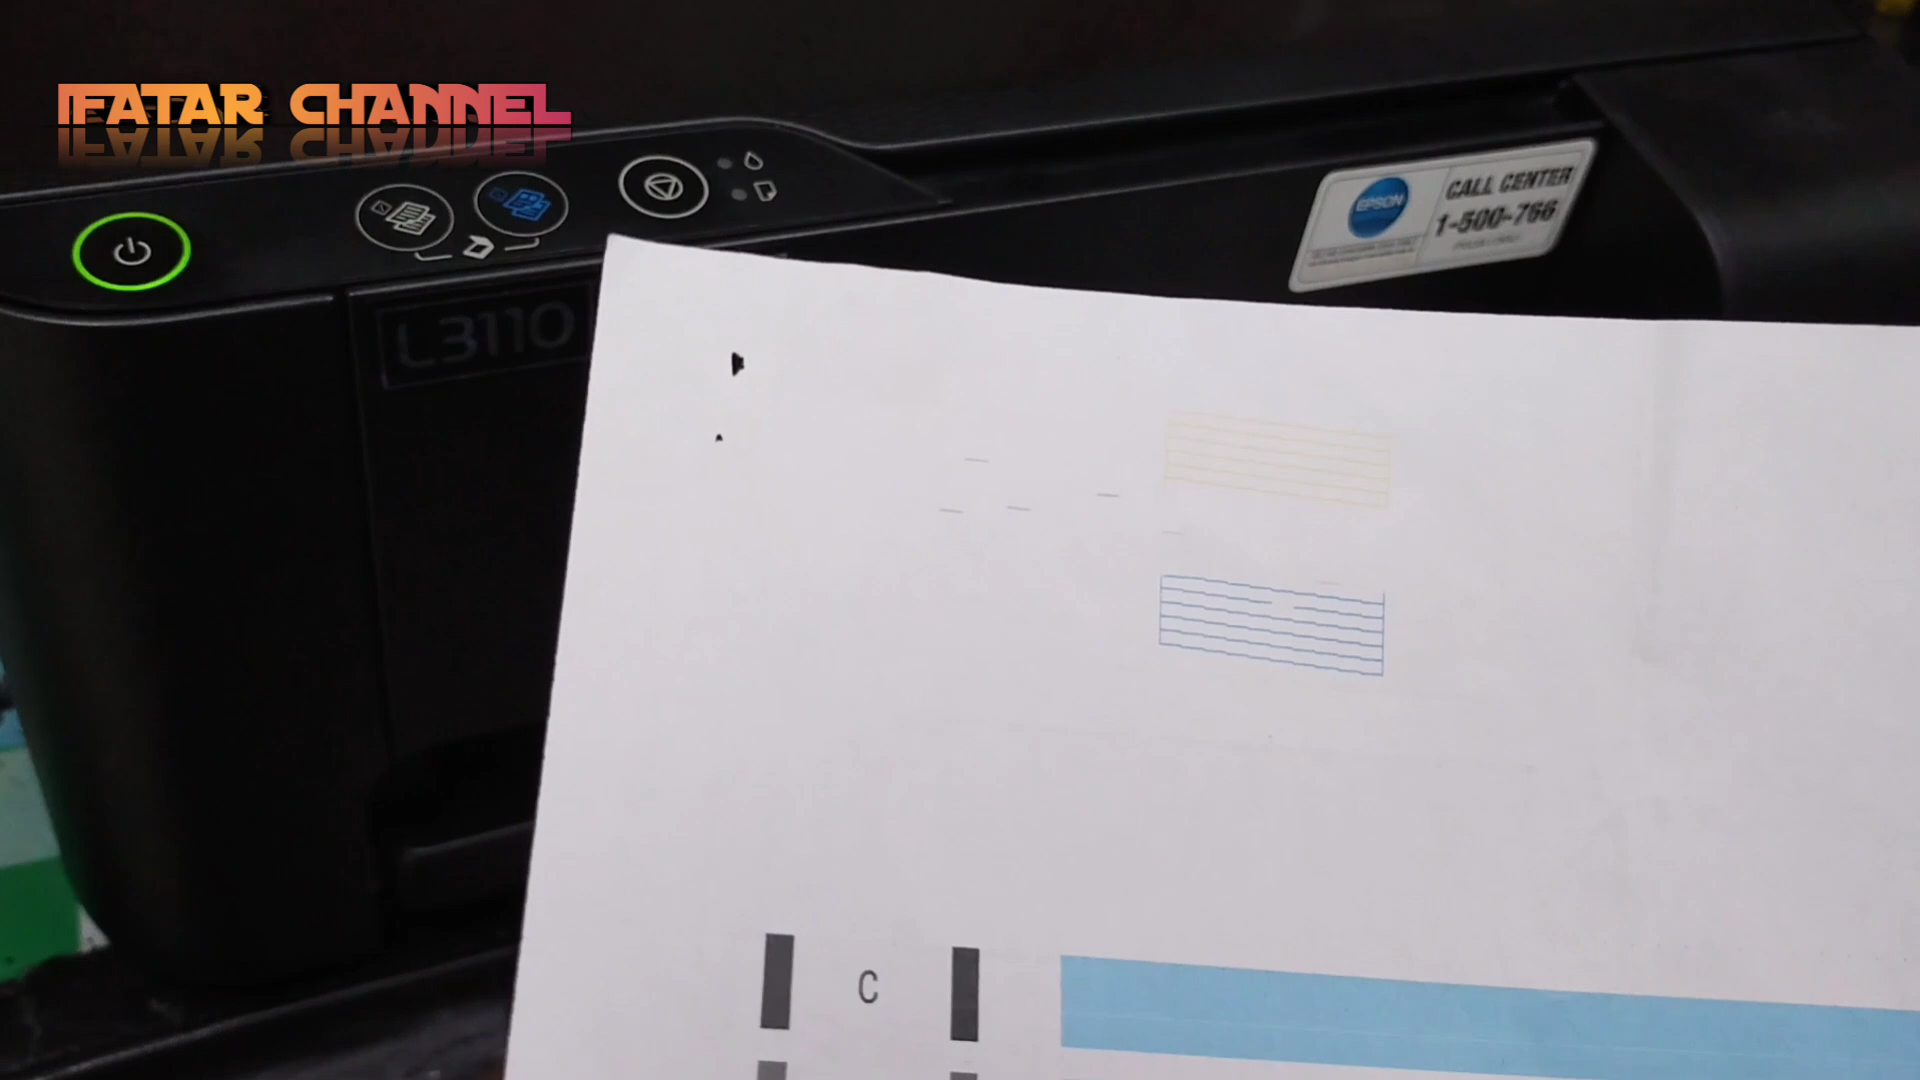 IFATAR CHANNEL
EPSON
CALL CENTER
1-500-766
L3110
C